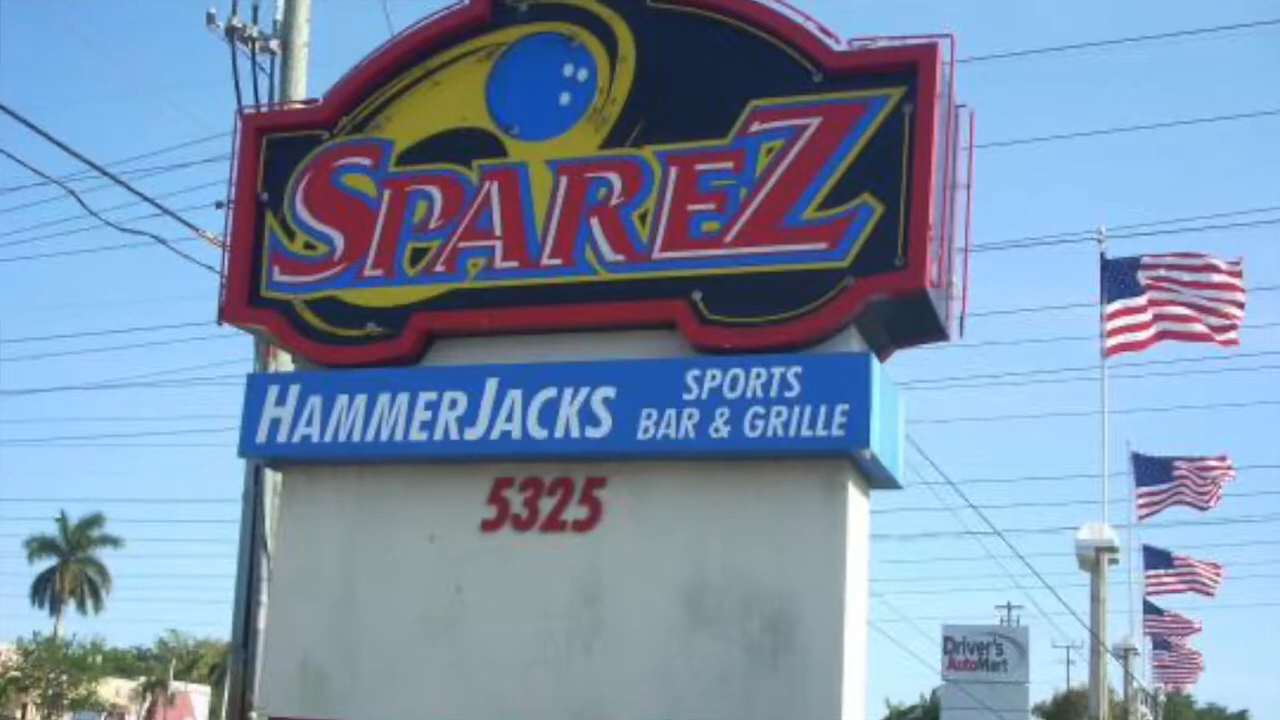 SPAREZ
HAMMERJACKS
SPORTS
BAR & GRILLE
5325
Driver's
AutoMart